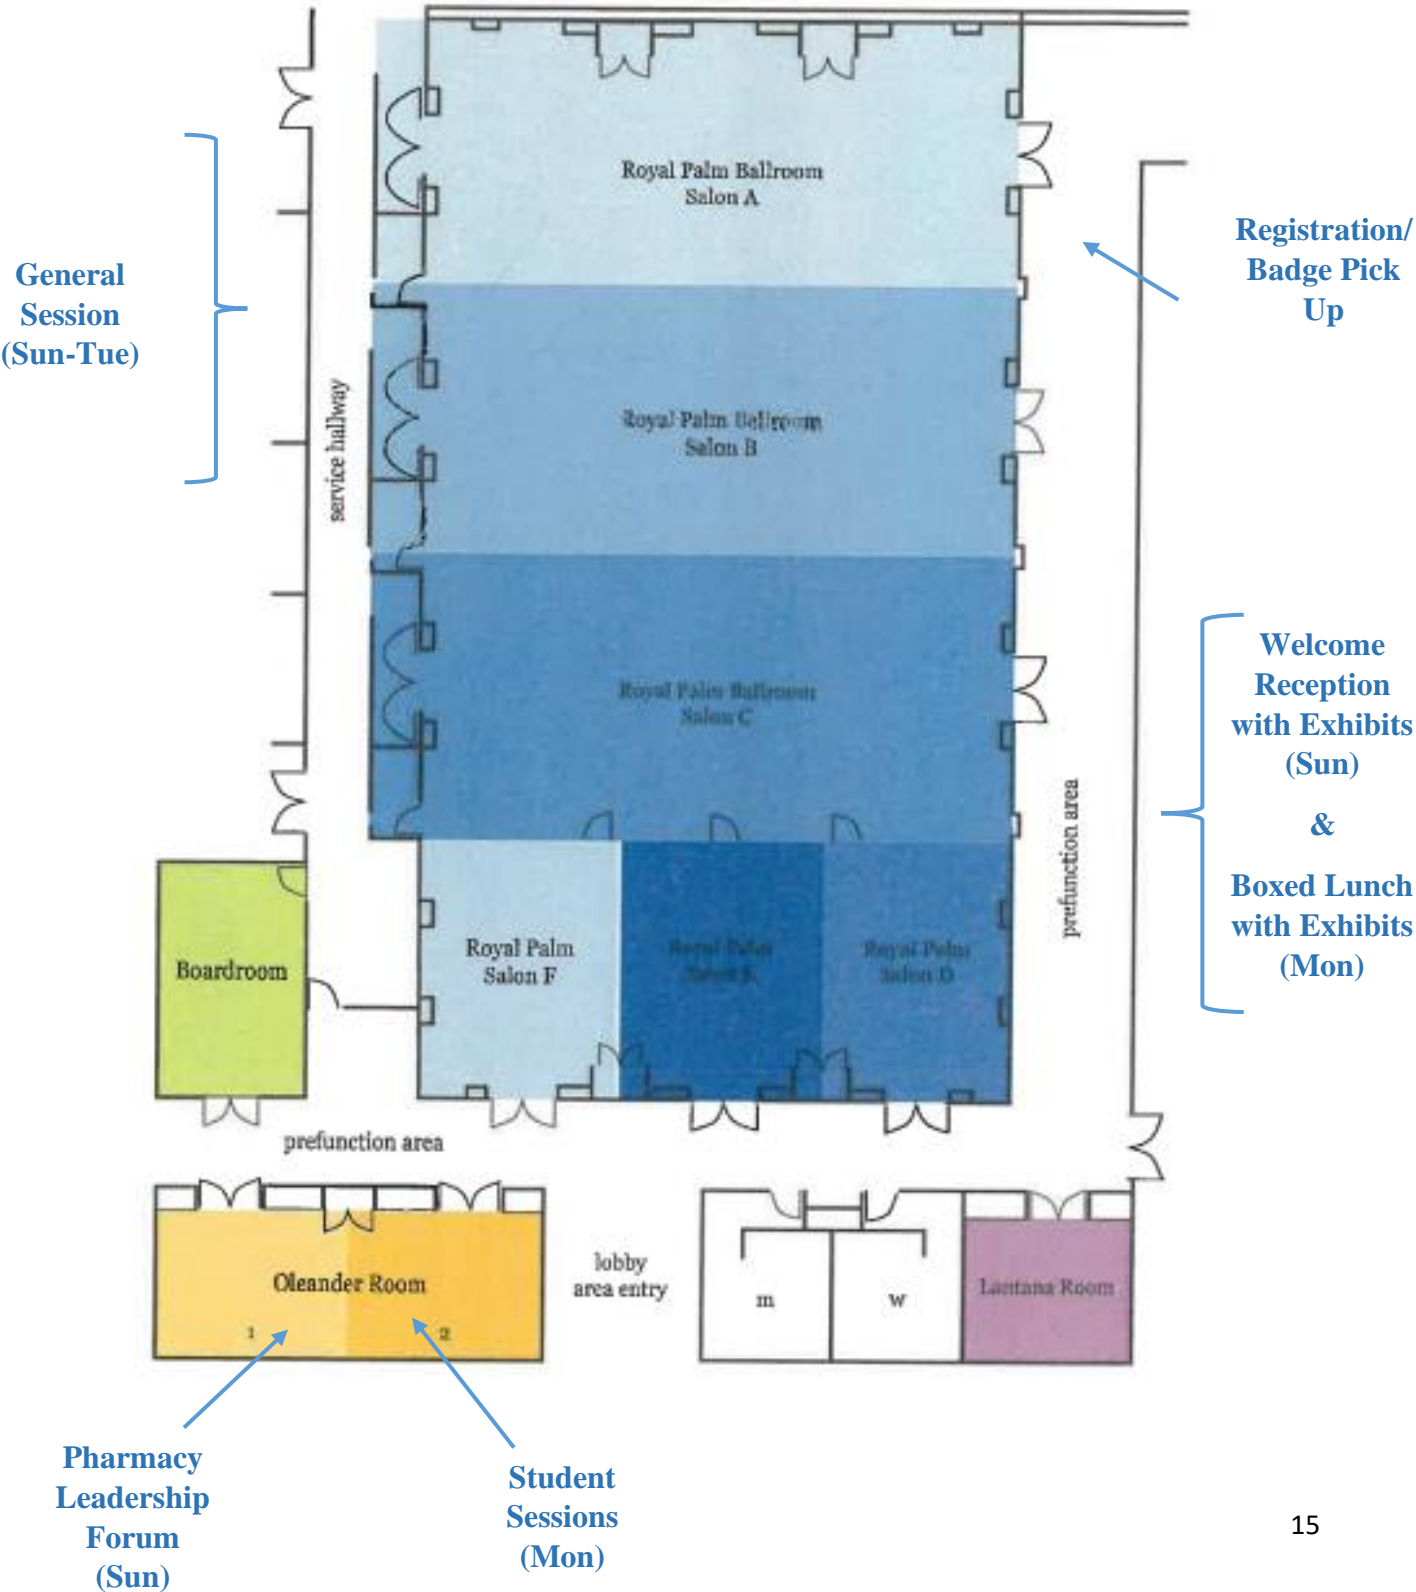 Royal Palm Ballroom
Salon A
Registration/
Badge Pick
Up
General
Session
(Sun-Tue)
service hallway
Royal Palm Ballroom
Salon B
Royal Palm Ballroom
Salon C
Welcome
Reception
with Exhibits
(Sun)
&
Boxed Lunch
with Exhibits
(Mon)
prefunction area
Boardroom
Royal Palm
Salon F
Royal Palm
Salon E
Royal Palm
Salon D
prefunction area
Oleander Room
1
2
lobby
area entry
m
w
Lantana Room
Pharmacy
Leadership
Forum
(Sun)
Student
Sessions
(Mon)
15